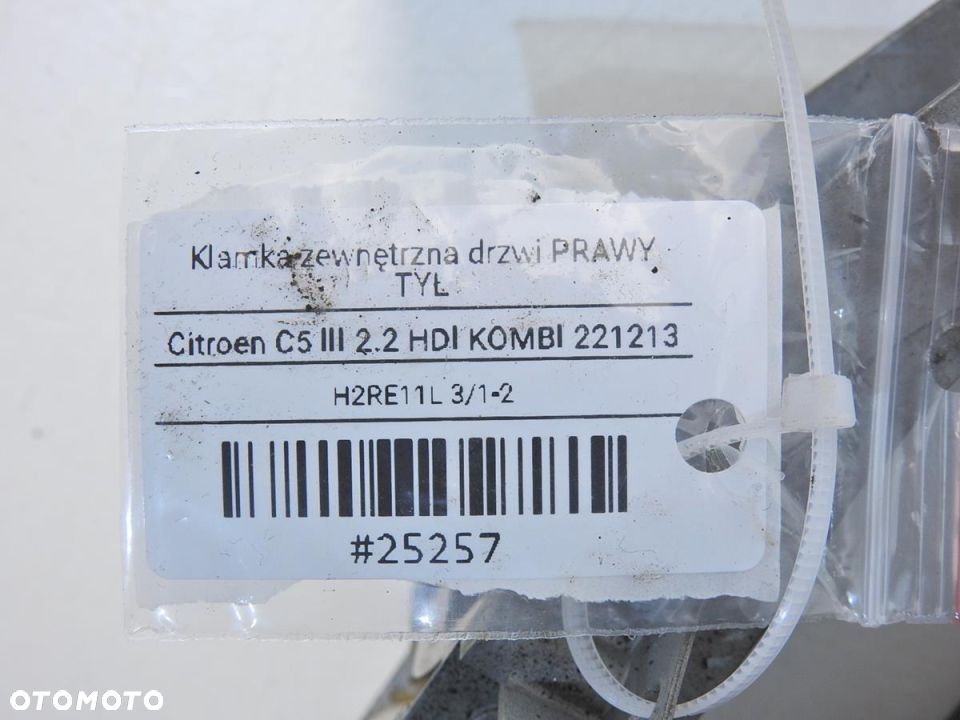 Klamka zewnętrzna drzwi PRAWY
TYŁ
Citroen C5 III 2.2 HDI KOMBI 221213
H2RE11L 3/1-2
#25257
OTOMOTO